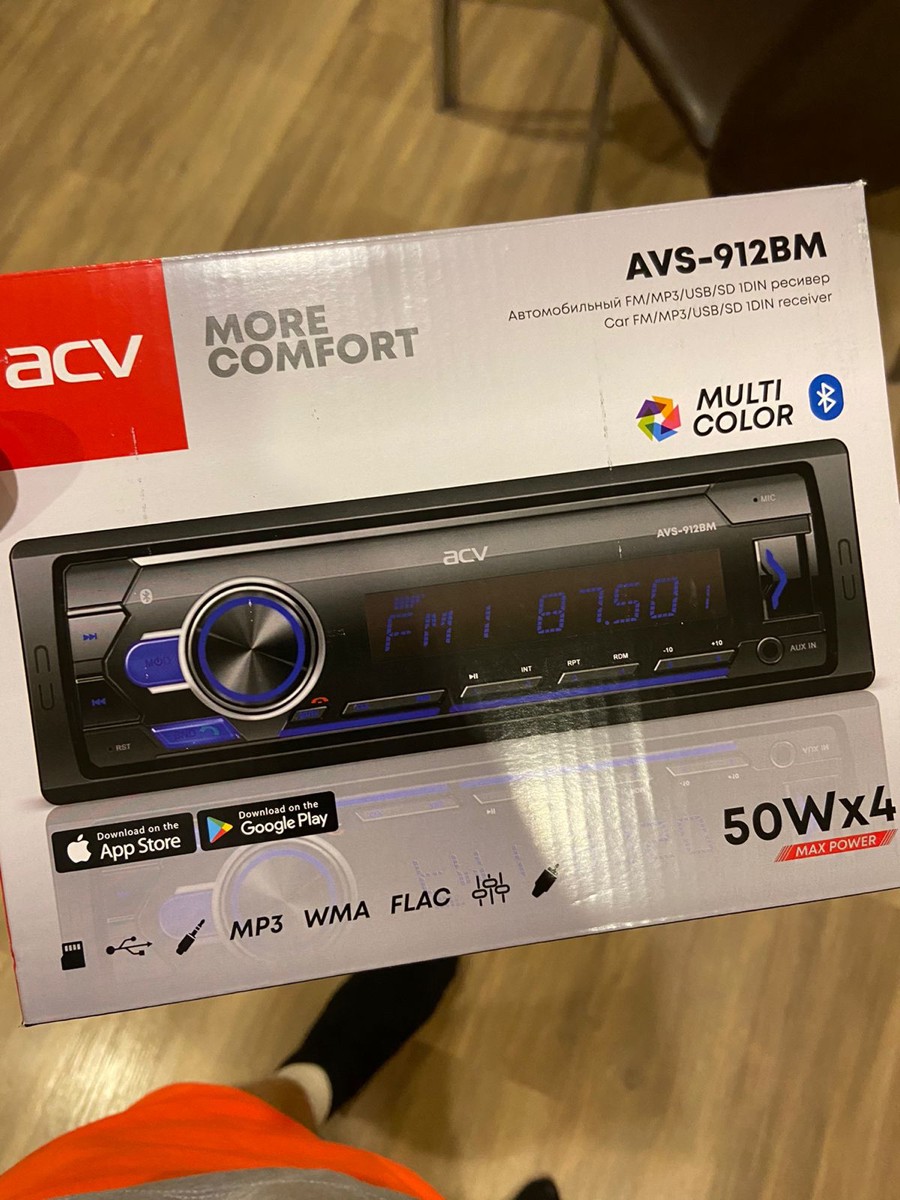 acv
MORE
COMFORT
AVS-912BM
Автомобильный FM/MP3/USB/SD 1DIN ресивер
Car FM/MP3/USB/SD 1DIN receiver
MULTI
COLOR
MIC
acv
AVS-912BM
FM1 87.50
RST
INT
RPT RDM
-10 +10
AUX IN
Download on the
App Store
Download on the
Google Play
50Wx4
MAX POWER
MP3 WMA FLAC